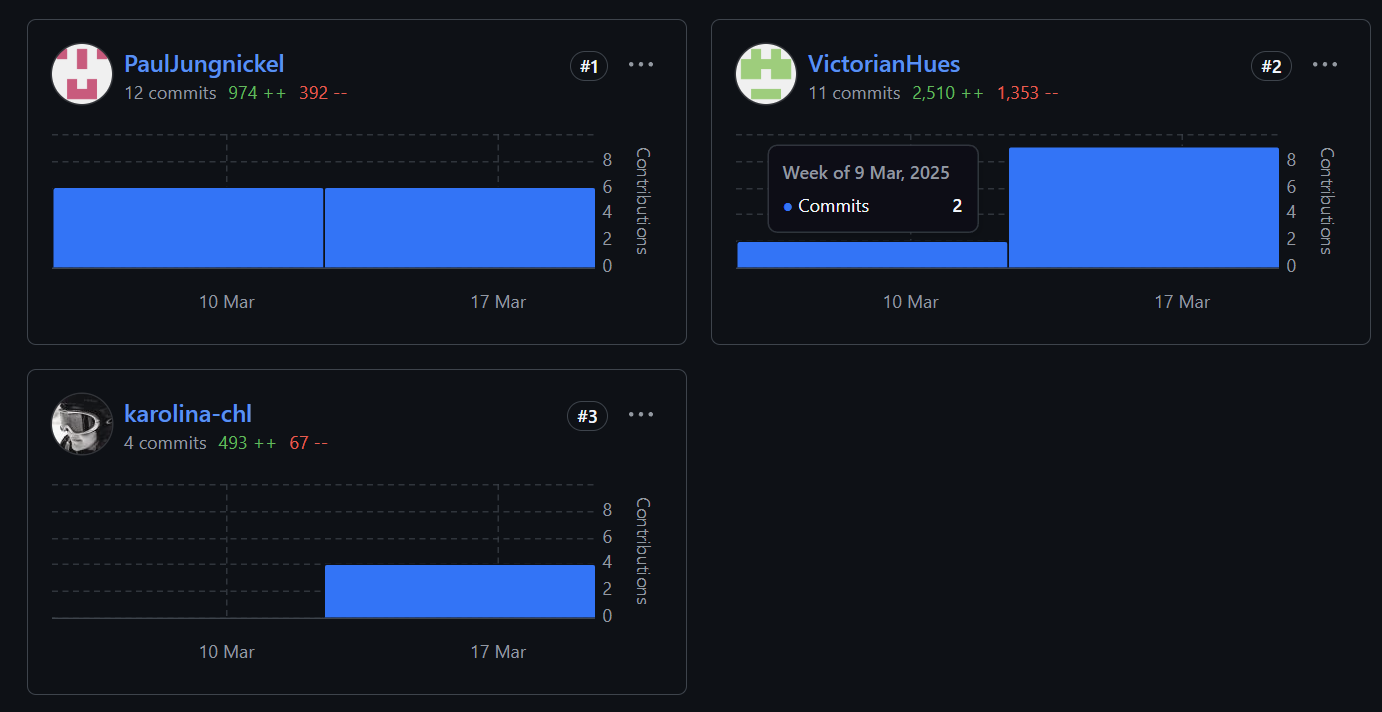 PaulJungnickel
#1
12 commits 974 ++ 392 --
8
6
4
2
0
Contributions
10 Mar 17 Mar
VictorianHues
#2
11 commits 2,510 ++ 1,353 --
Week of 9 Mar, 2025
Commits 2
8
6
4
2
0
Contributions
10 Mar 17 Mar
karolina-chl
#3
4 commits 493 ++ 67 --
8
6
4
2
0
Contributions
10 Mar 17 Mar